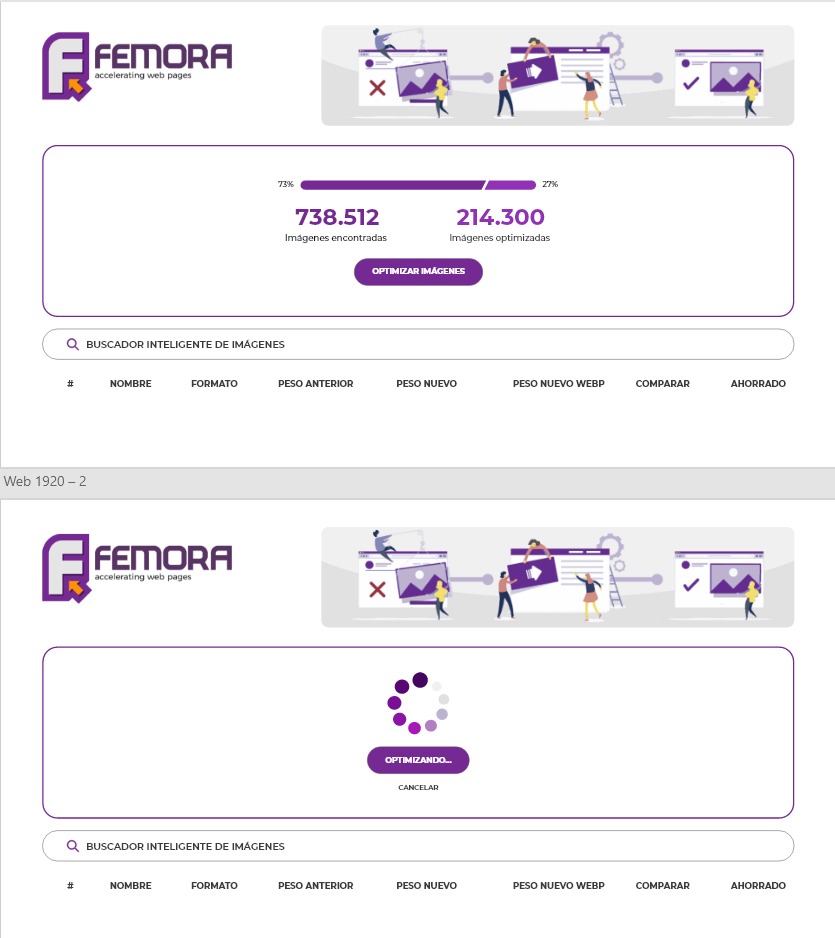 FEMORA
accelerating web pages
73%
27%
738.512
214.300
Imágenes encontradas
Imágenes optimizadas
OPTIMIZAR IMÁGENES
BUSCADOR INTELIGENTE DE IMÁGENES
# NOMBRE FORMATO PESO ANTERIOR PESO NUEVO PESO NUEVO WEBP COMPARAR AHORRADO
Web 1920 – 2
FEMORA
accelerating web pages
OPTIMIZANDO...
CANCELAR
BUSCADOR INTELIGENTE DE IMÁGENES
# NOMBRE FORMATO PESO ANTERIOR PESO NUEVO PESO NUEVO WEBP COMPARAR AHORRADO